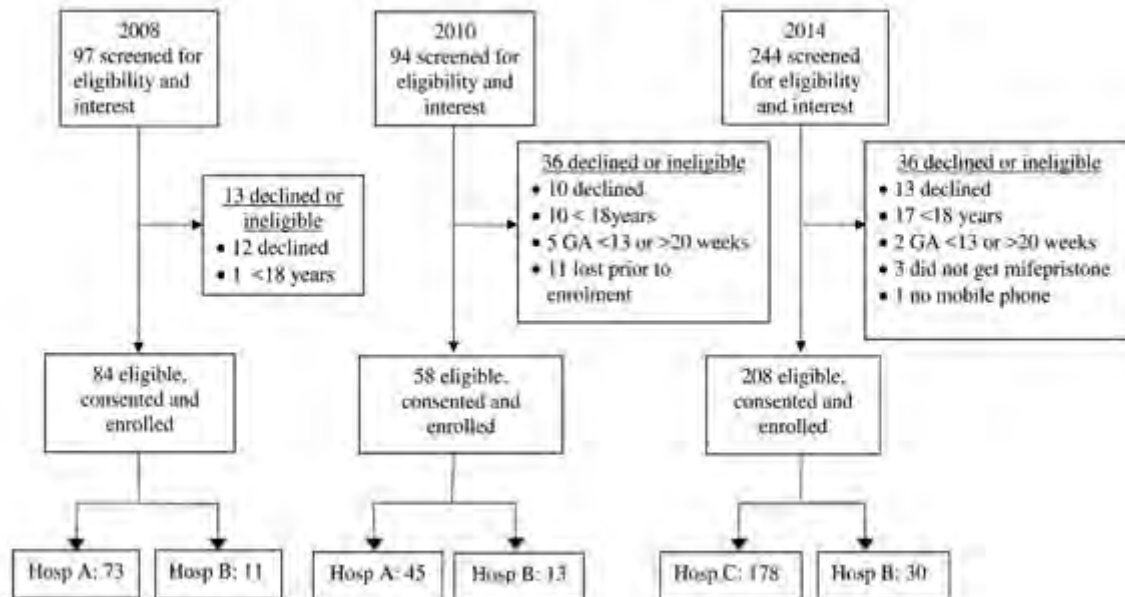 2008
97 screened for
eligibility and
interest
2010
94 screened for
eligibility and
interest
2014
244 screened
for eligibility
and interest
13 declined or
ineligible
• 12 declined
• 1 <18 years
36 declined or ineligible
• 10 declined
• 10 < 18years
• 5 GA <13 or >20 weeks
• 11 lost prior to
enrolment
36 declined or ineligible
• 13 declined
• 17 <18 years
• 2 GA <13 or >20 weeks
• 3 did not get mifepristone
• 1 no mobile phone
84 eligible,
consented and
enrolled
58 eligible,
consented and
enrolled
208 eligible,
consented and
enrolled
Hosp A: 73
Hosp B: 11
Hosp A: 45
Hosp B: 13
Hosp C: 178
Hosp B: 30